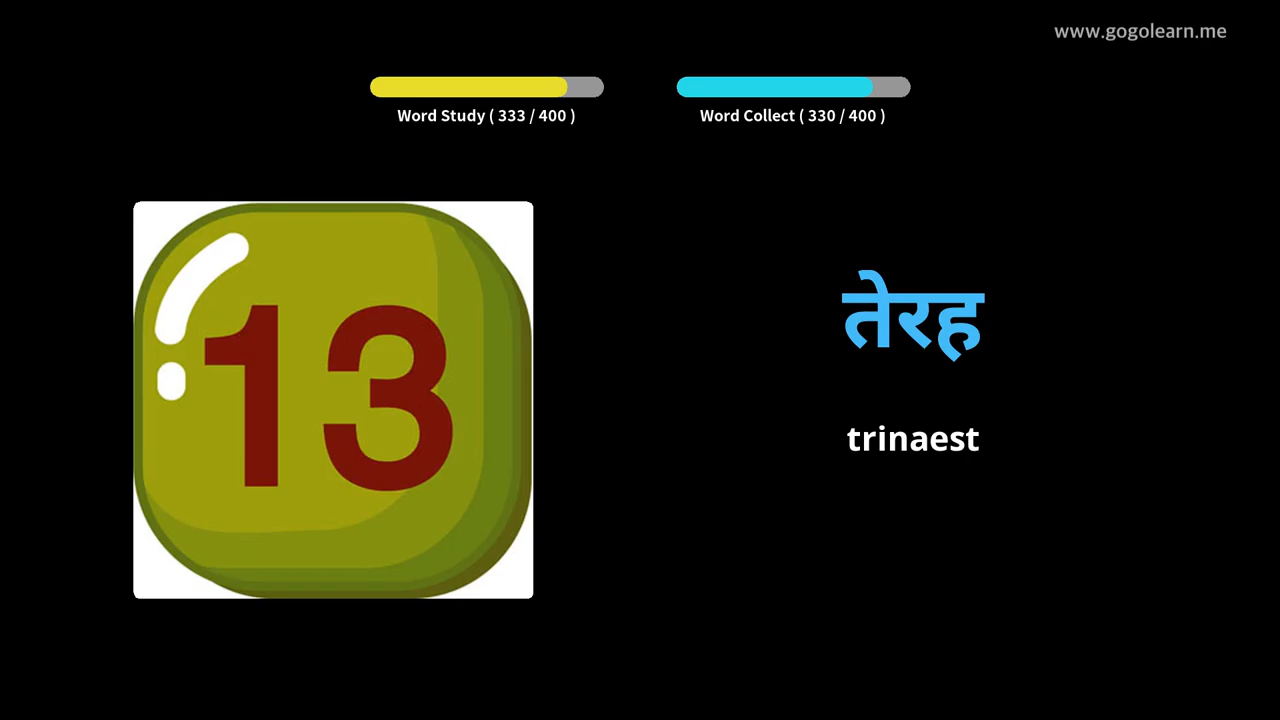 www.gogolearn.me
Word Study ( 333 / 400 )
Word Collect ( 330 / 400 )
13
तेरह
trinaest